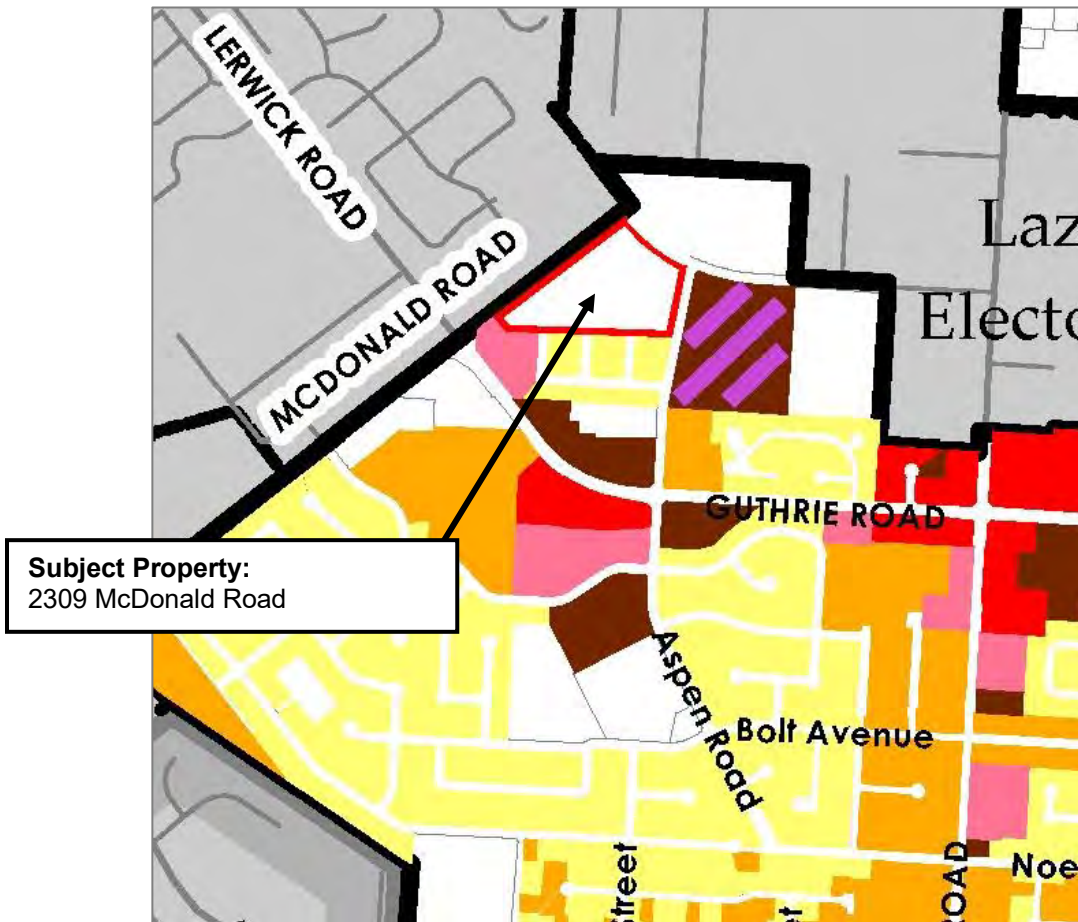 LERWICK ROAD
MCDONALD ROAD
Laz
Electo
GUTHRIE ROAD
Subject Property:
2309 McDonald Road
Aspen Road
Bolt Avenue
Street
ROAD
Noe
et